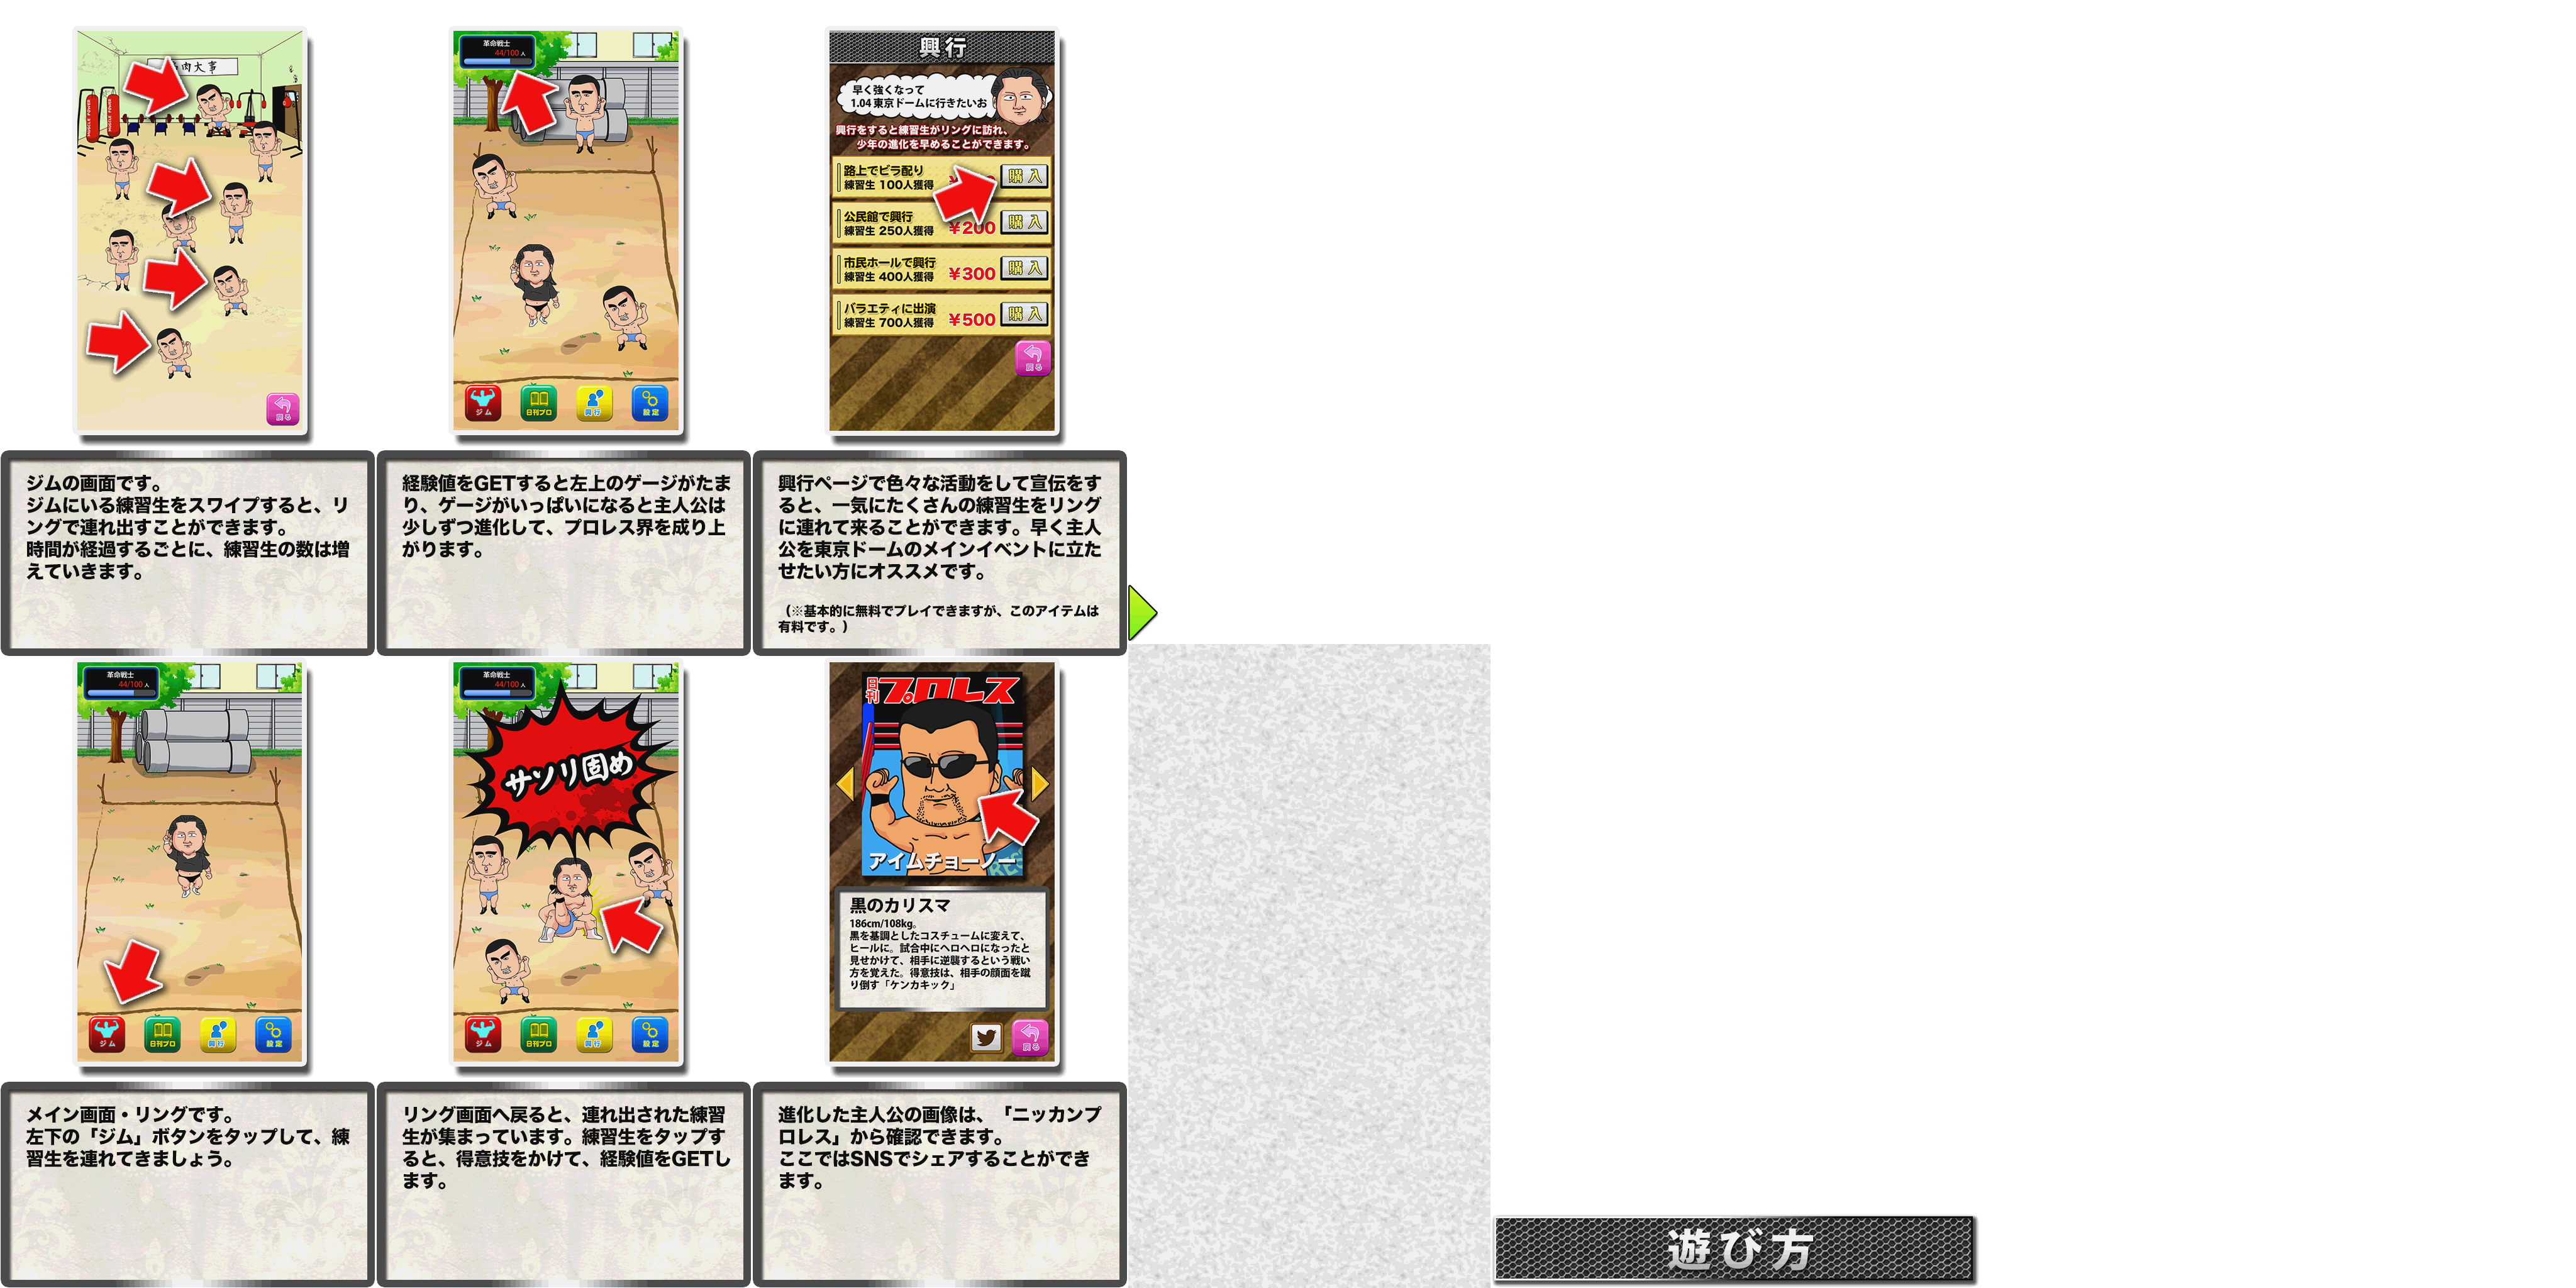 肉大事
MUSCLE POWER
MUSCLE POWER
戻る
ジムの画面です。
ジムにいる練習生をスワイプすると、リ
ングで連れ出すことができます。
時間が経過するごとに、練習生の数は増
えていきます。
革命戦士
44/100人
ジム
日刊プロ
興行
設定
経験値をGETすると左上のゲージがたま
り、ゲージがいっぱいになると主人公は
少しずつ進化して、プロレス界を成り上
がります。
興行
早く強くなって
1.04東京ドームに行きたいお
興行をすると練習生がリングに訪れ、
少年の進化を早めることができます。
路上でビラ配り
練習生 100人獲得
購入
公民館で興行
練習生 250人獲得
¥200
購入
市民ホールで興行
練習生 400人獲得
¥300
購入
バラエティに出演
練習生 700人獲得
¥500
購入
戻る
興行ページで色々な活動をして宣伝をす
ると、一気にたくさんの練習生をリング
に連れて来ることができます。早く主人
公を東京ドームのメインイベントに立た
せたい方にオススメです。
(※基本的に無料でプレイできますが、このアイテムは
有料です。)
革命戦士
44/100人
ジム
日刊プロ
興行
設定
メイン画面・リングです。
左下の「ジム」ボタンをタップして、練
習生を連れてきましょう。
革命戦士
44/100人
サソリ固め
ジム
日刊プロ
興行
設定
リング画面へ戻ると、連れ出された練習
生が集まっています。練習生をタップす
ると、得意技をかけて、経験値をGETし
ます。
日刊プロレス
アイムチョーノー
黒のカリスマ
186cm/108kg。
黒を基調としたコスチュームに変えて、
ヒールに。試合中にヘロヘロになったと
見せかけて、相手に逆襲するという戦い
方を覚えた。得意技は、相手の顔面を蹴
り倒す「ケンカキック」
戻る
進化した主人公の画像は、「ニッカンプ
ロレス」から確認できます。
ここではSNSでシェアすることができ
ます。
遊び方